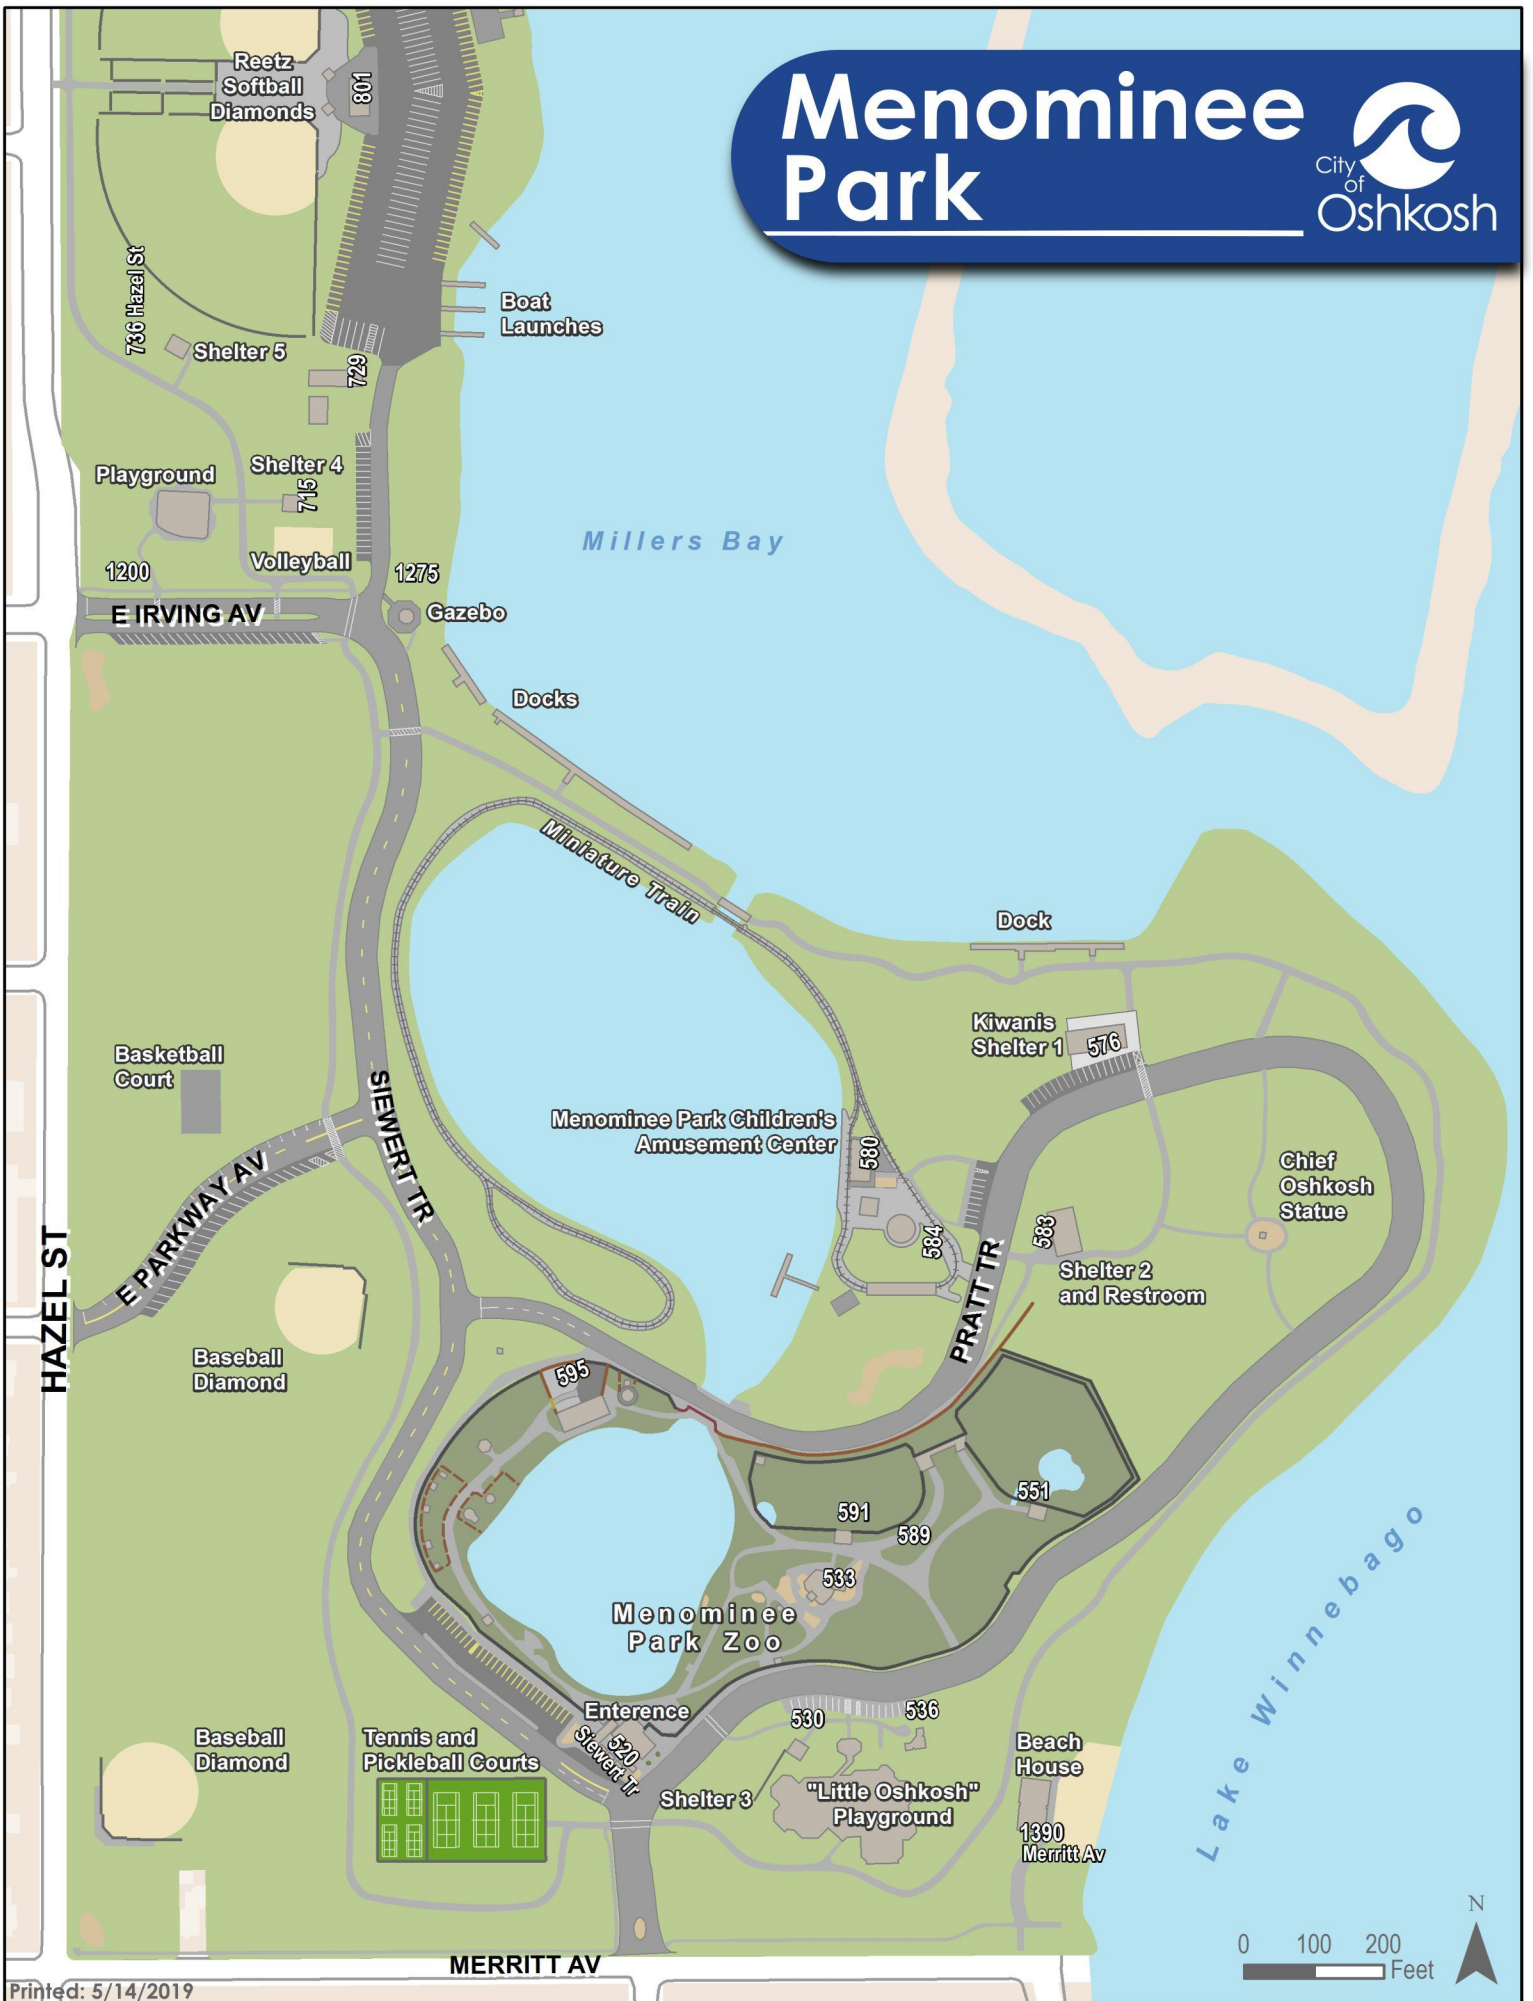 Menominee
Park
City
of
Oshkosh
Reetz
Softball
Diamonds
801
736 Hazel St
Boat
Launches
Shelter 5
729
Shelter 4
715
Playground
Volleyball
1200
1275
E IRVING AV
Gazebo
Millers Bay
Docks
Miniature Train
Dock
Kiwanis
Shelter 1
576
Basketball
Court
SIEWERT TR
Menominee Park Children's
Amusement Center
580
584
583
Chief
Oshkosh
Statue
E PARKWAY AV
HAZEL ST
PRATT TR
Shelter 2
and Restroom
Baseball
Diamond
595
551
591
589
533
Menominee
Park Zoo
Lake Winnebago
Enterence
520
Siewert Tr
530
536
Baseball
Diamond
Tennis and
Pickleball Courts
Shelter 3
"Little Oshkosh"
Playground
Beach
House
1390
Merritt Av
MERRITT AV
N
0 100 200
Feet
Printed: 5/14/2019